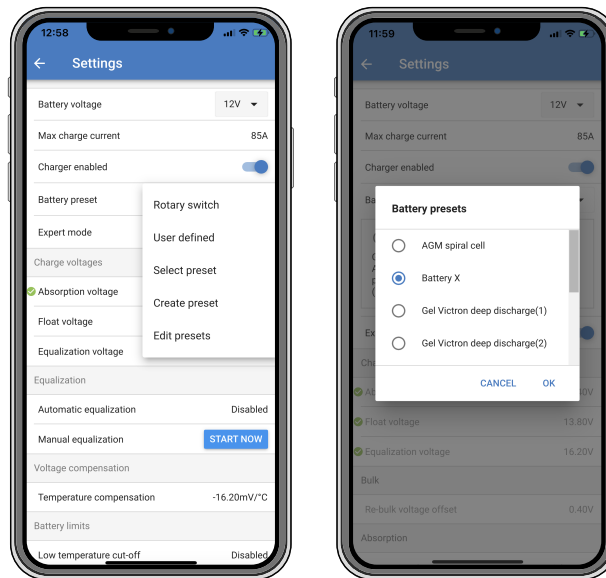 12:58
Settings
Battery voltage 12V
Max charge current 85A
Charger enabled
Battery preset
Rotary switch
User defined
Expert mode
Charge voltages
Select preset
Absorption voltage
Create preset
Float voltage
Edit presets
Equalization voltage
Equalization
Automatic equalization Disabled
Manual equalization START NOW
Voltage compensation
Temperature compensation -16.20mV/°C
Battery limits
Low temperature cut-off Disabled
11:59
Settings
Battery voltage 12V
Max charge current 85A
Charger enabled
Ba
Battery presets
AGM spiral cell
Battery X
Gel Victron deep discharge(1)
Ex
Gel Victron deep discharge(2)
Ch
CANCEL OK
Ab
Float voltage 13.80V
Equalization voltage 16.20V
Bulk
Re-bulk voltage offset 0.40V
Absorption